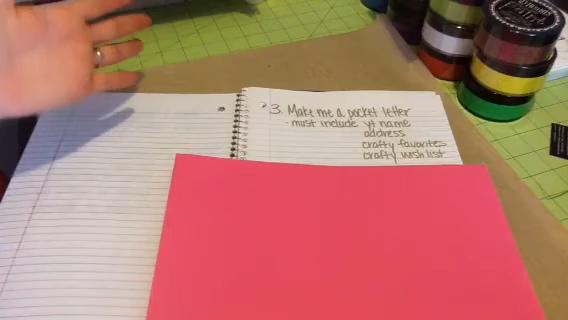 3. Make me a pocket letter
- must include yt name
address
crafty favorites
crafty wish list